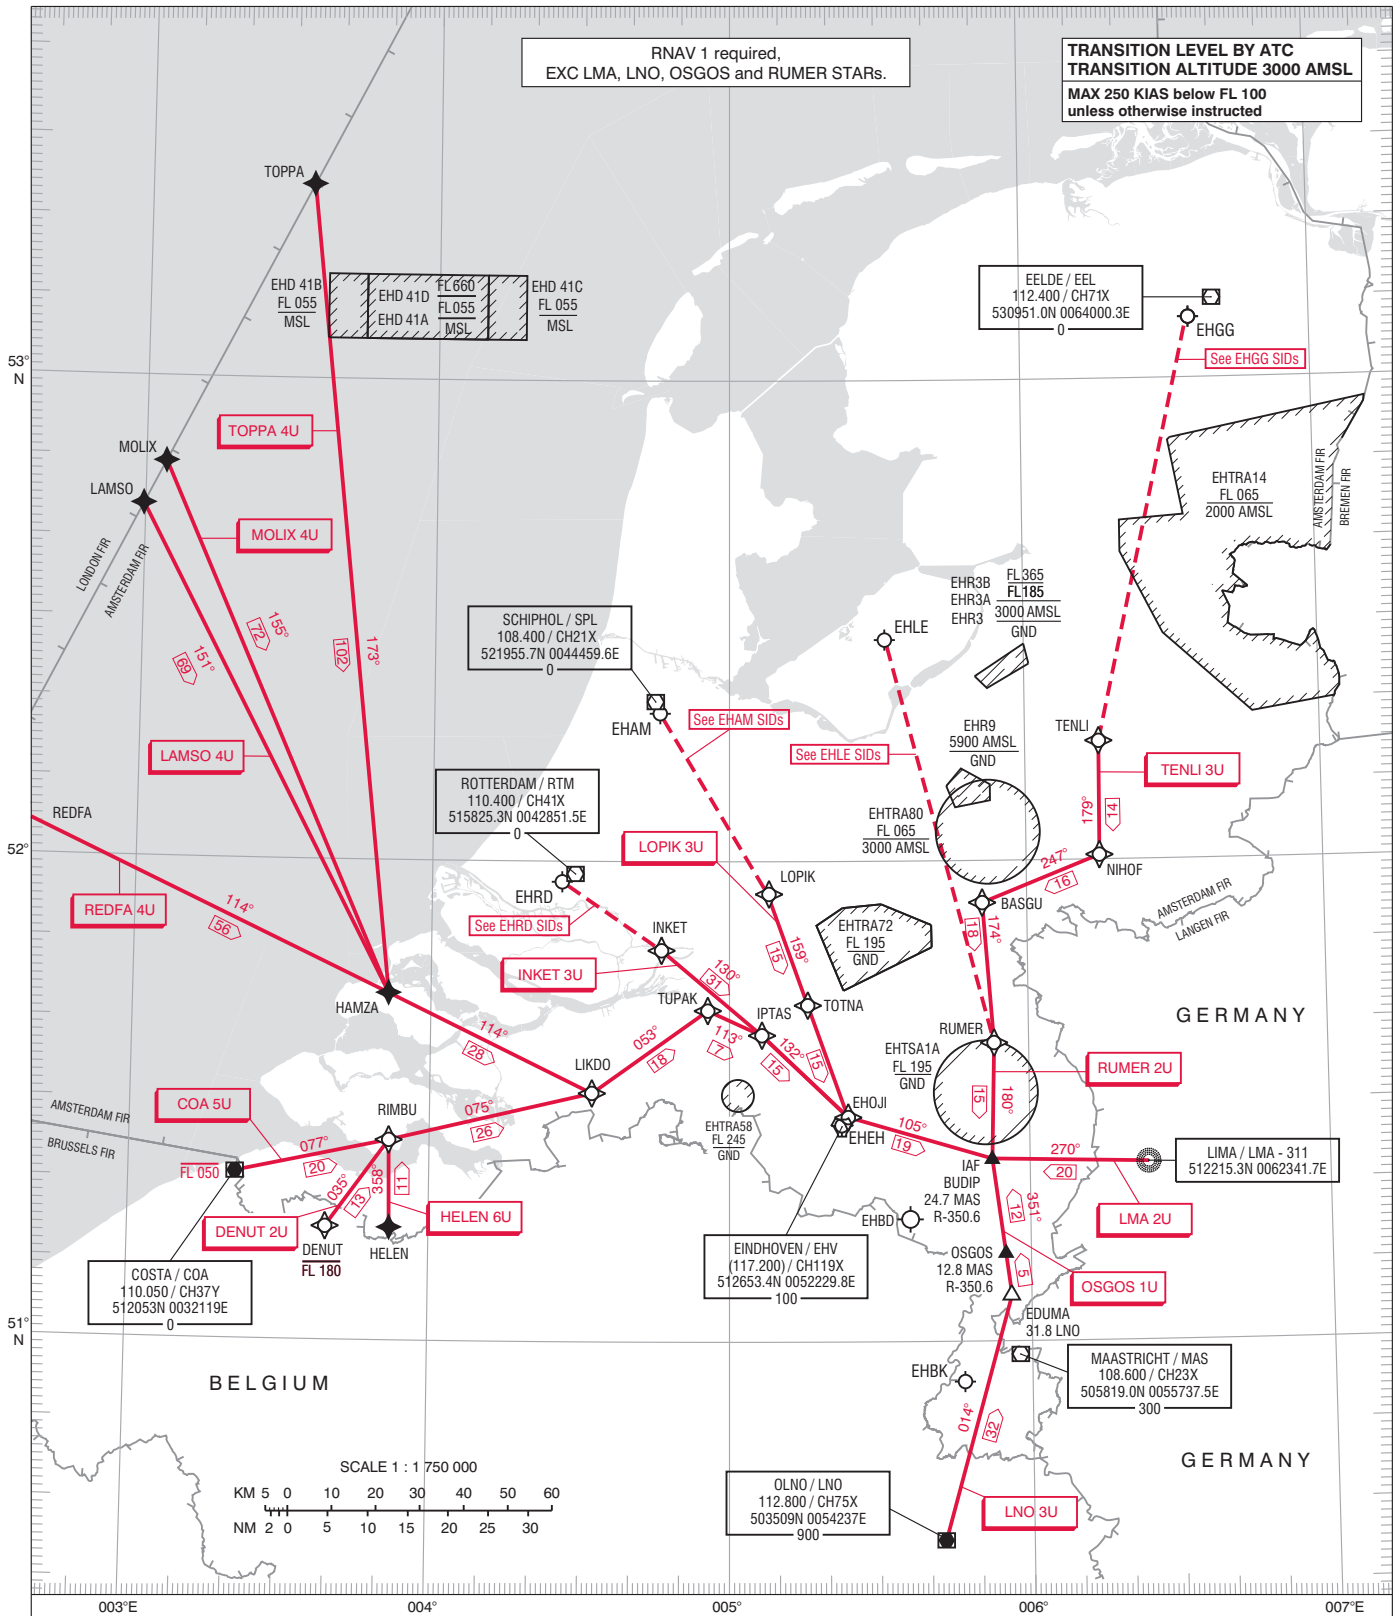 RNAV 1 required,
EXC LMA, LNO, OSGOS and RUMER STARs.
TRANSITION LEVEL BY ATC
TRANSITION ALTITUDE 3000 AMSL
MAX 250 KIAS below FL 100
unless otherwise instructed
TOPPA
EHD 41B
FL 055
MSL
EHD 41D
FL 660
FL 055
EHD 41A
MSL
EHD 41C
FL 055
MSL
EELDE / EEL
112.400 / CH71X
530951.0N 0064000.3E
0
EHGG
See EHGG SIDs
53°
N
TOPPA 4U
MOLIX
LAMSO
MOLIX 4U
LONDON FIR
AMSTERDAM FIR
EHTRA14
FL 065
2000 AMSL
AMSTERDAM FIR
BREMEN FIR
EHR3B
EHR3A
EHR3
FL 365
FL 185
3000 AMSL
GND
SCHIPHOL / SPL
108.400 / CH21X
521955.7N 0044459.6E
0
EHLE
155°
72
151°
69
173°
102
EHAM
See EHAM SIDs
See EHLE SIDs
EHR9
5900 AMSL
GND
TENLI
TENLI 3U
LAMSO 4U
ROTTERDAM / RTM
110.400 / CH41X
515825.3N 0042851.5E
0
REDFA
EHTRA80
FL 065
3000 AMSL
179°
14
52°
N
LOPIK 3U
247°
16
NIHOF
LOPIK
EHRD
BASGU
REDFA 4U
114°
56
See EHRD SIDs
INKET
EHTRA72
FL 195
GND
18
174°
AMSTERDAM FIR
LANGEN FIR
INKET 3U
130°
31
159°
15
HAMZA
TUPAK
IPTAS
TOTNA
GERMANY
114°
28
053°
18
113°
7
132°
15
15
RUMER
EHTSA1A
FL 195
GND
RUMER 2U
LIKDO
COA 5U
AMSTERDAM FIR
BRUSSELS FIR
RIMBU
075°
26
EHTRA58
FL 245
GND
EHOJI
EHEH
105°
19
15
180°
077°
20
FL 050
270°
20
LIMA / LMA - 311
512215.3N 0062341.7E
IAF
BUDIP
24.7 MAS
R-350.6
035°
13
358°
11
HELEN 6U
DENUT 2U
DENUT
FL 180
HELEN
EHBD
351°
12
LMA 2U
EINDHOVEN / EHV
(117.200) / CH119X
512653.4N 0052229.8E
100
OSGOS
12.8 MAS
R-350.6
5
OSGOS 1U
COSTA / COA
110.050 / CH37Y
512053N 0032119E
0
EDUMA
31.8 LNO
51°
N
MAASTRICHT / MAS
108.600 / CH23X
505819.0N 0055737.5E
300
BELGIUM
EHBK
014°
32
GERMANY
SCALE 1 : 1 750 000
KM 5 0 10 20 30 40 50 60
NM 2 0 5 10 15 20 25 30
OLNO / LNO
112.800 / CH75X
503509N 0054237E
900
LNO 3U
003°E 004° 005° 006° 007°E